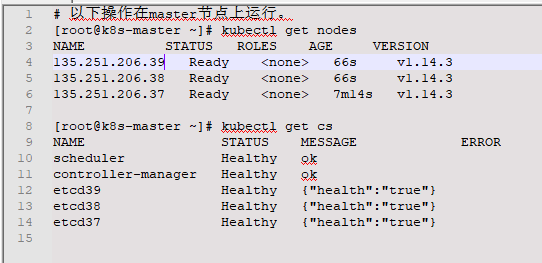 1 # 以下操作在master节点上运行。
2 [root@k8s-master ~]# kubectl get nodes
3 NAME STATUS ROLES AGE VERSION
4 135.251.206.39 Ready <none> 66s v1.14.3
5 135.251.206.38 Ready <none> 66s v1.14.3
6 135.251.206.37 Ready <none> 7m14s v1.14.3
7
8 [root@k8s-master ~]# kubectl get cs
9 NAME STATUS MESSAGE ERROR
10 scheduler Healthy ok
11 controller-manager Healthy ok
12 etcd39 Healthy {"health":"true"}
13 etcd38 Healthy {"health":"true"}
14 etcd37 Healthy {"health":"true"}
15